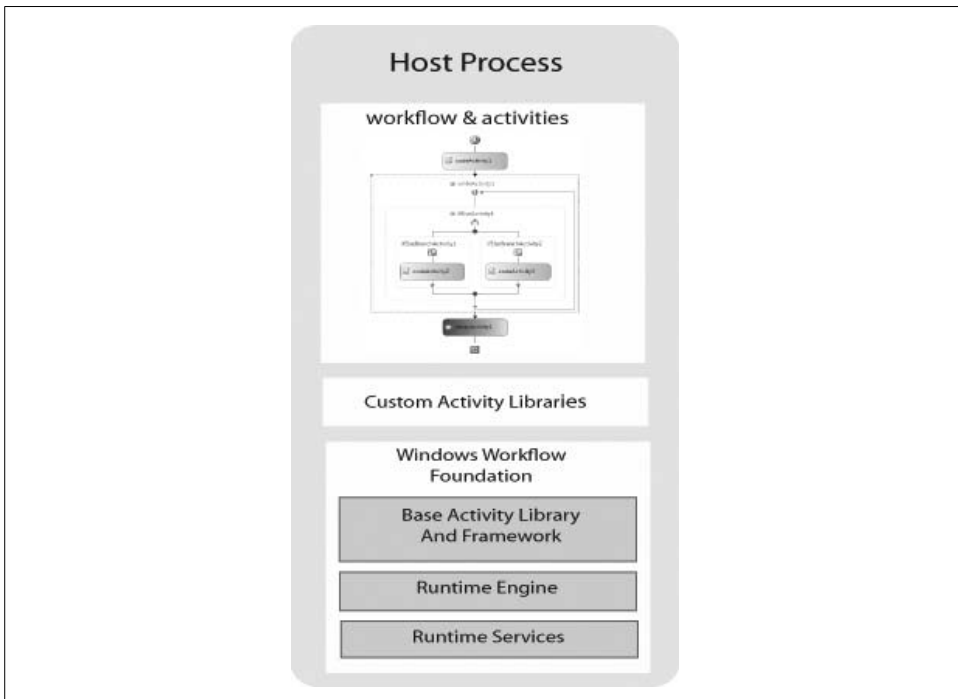 Host Process
workflow & activities
Custom Activity Libraries
Windows Workflow
Foundation
Base Activity Library
And Framework
Runtime Engine
Runtime Services